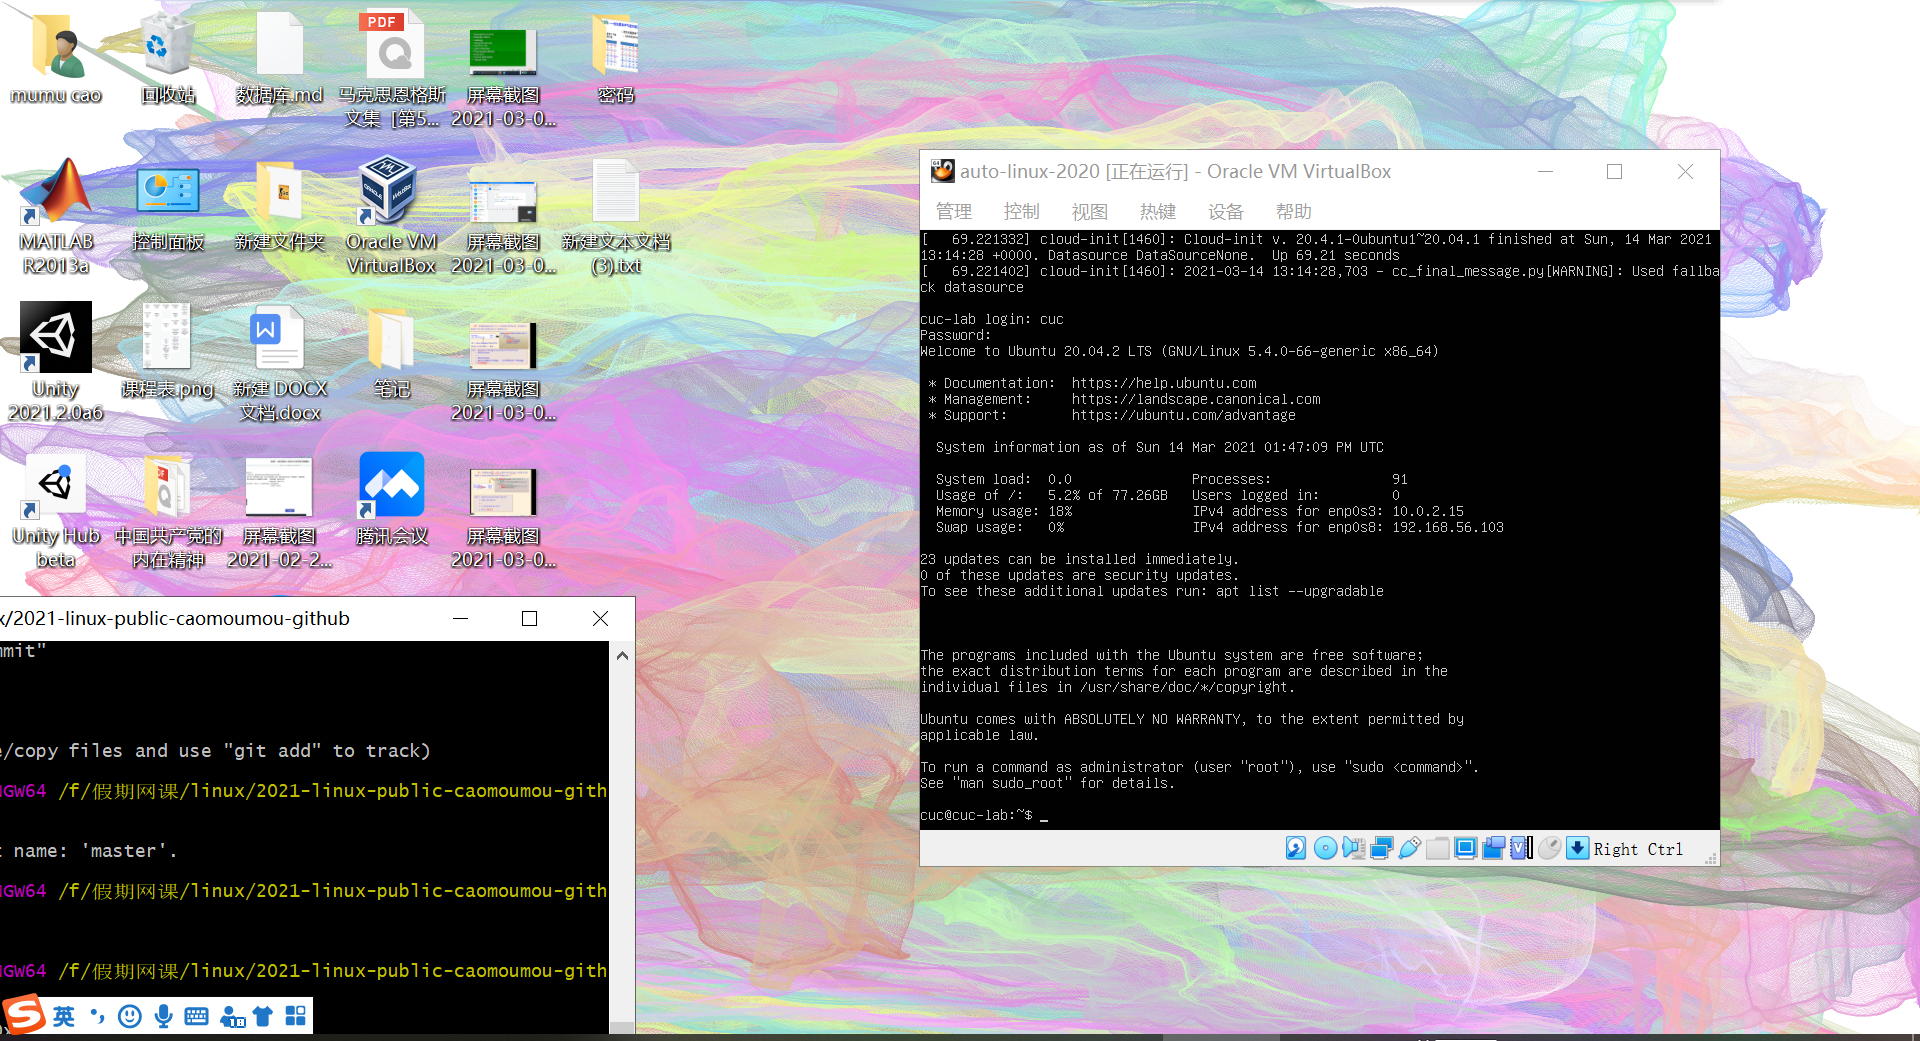 mumu cao
回收站
数据库.md
PDF
马克思恩格斯
文集［第5...
屏幕截图
2021-03-0...
密码
MATLAB
R2013a
控制面板
新建文件夹
Oracle VM
VirtualBox
屏幕截图
2021-03-0...
新建文本文档
(3).txt
Unity
2021.2.0a6
课程表.png
W
新建 DOCX
文档.docx
笔记
屏幕截图
2021-03-0...
Unity Hub
beta
中国共产党的
内在精神
屏幕截图
2021-02-2...
腾讯会议
屏幕截图
2021-03-0...
x/2021-linux-public-caomoumou-github
mmit"
e/copy files and use "git add" to track)
NGW64 /f/假期网课/linux/2021-linux-public-caomoumou-gith
t name: 'master'.
NGW64 /f/假期网课/linux/2021-linux-public-caomoumou-gith
NGW64 /f/假期网课/linux/2021-linux-public-caomoumou-gith
英
auto-linux-2020 [正在运行] - Oracle VM VirtualBox
管理 控制 视图 热键 设备 帮助
[   69.221332] cloud-init[1460]: Cloud-init v. 20.4.1-0ubuntu1~20.04.1 finished at Sun, 14 Mar 2021
13:14:28 +0000. Datasource DataSourceNone.  Up 69.21 seconds
[   69.221402] cloud-init[1460]: 2021-03-14 13:14:28,703 - cc_final_message.py[WARNING]: Used fallba
ck datasource
cuc-lab login: cuc
Password:
Welcome to Ubuntu 20.04.2 LTS (GNU/Linux 5.4.0-66-generic x86_64)
* Documentation:  https://help.ubuntu.com
* Management:     https://landscape.canonical.com
* Support:        https://ubuntu.com/advantage
System information as of Sun 14 Mar 2021 01:47:09 PM UTC
System load:  0.0               Processes:               91
Usage of /:   5.2% of 77.26GB   Users logged in:         0
Memory usage: 18%               IPv4 address for enp0s3: 10.0.2.15
Swap usage:   0%                IPv4 address for enp0s8: 192.168.56.103
23 updates can be installed immediately.
0 of these updates are security updates.
To see these additional updates run: apt list --upgradable
The programs included with the Ubuntu system are free software;
the exact distribution terms for each program are described in the
individual files in /usr/share/doc/*/copyright.
Ubuntu comes with ABSOLUTELY NO WARRANTY, to the extent permitted by
applicable law.
To run a command as administrator (user "root"), use "sudo <command>".
See "man sudo_root" for details.
cuc@cuc-lab:~$ _
Right Ctrl